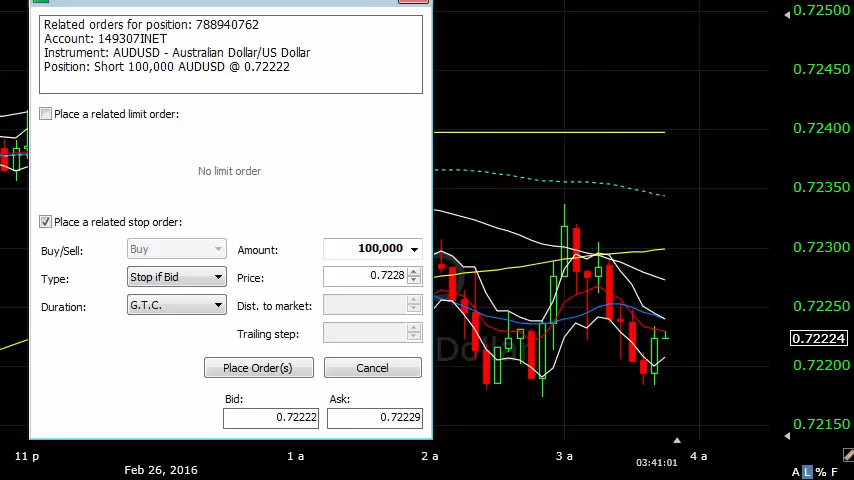 Related orders for position: 788940762
Account: 149307INET
Instrument: AUDUSD - Australian Dollar/US Dollar
Position: Short 100,000 AUDUSD @ 0.72222
Place a related limit order:
No limit order
Place a related stop order:
Buy/Sell: Buy Amount: 100,000
Type: Stop if Bid Price: 0.7228
Duration: G.T.C. Dist. to market:
Trailing step:
Place Order(s) Cancel
Bid: Ask:
0.72222 0.72229
0.72500
0.72450
0.72400
0.72350
0.72300
0.72250
0.72224
0.72200
0.72150
Dollar
11 p 1 a 2 a 3 a 4 a
03:41:01
Feb 26, 2016
A L % F